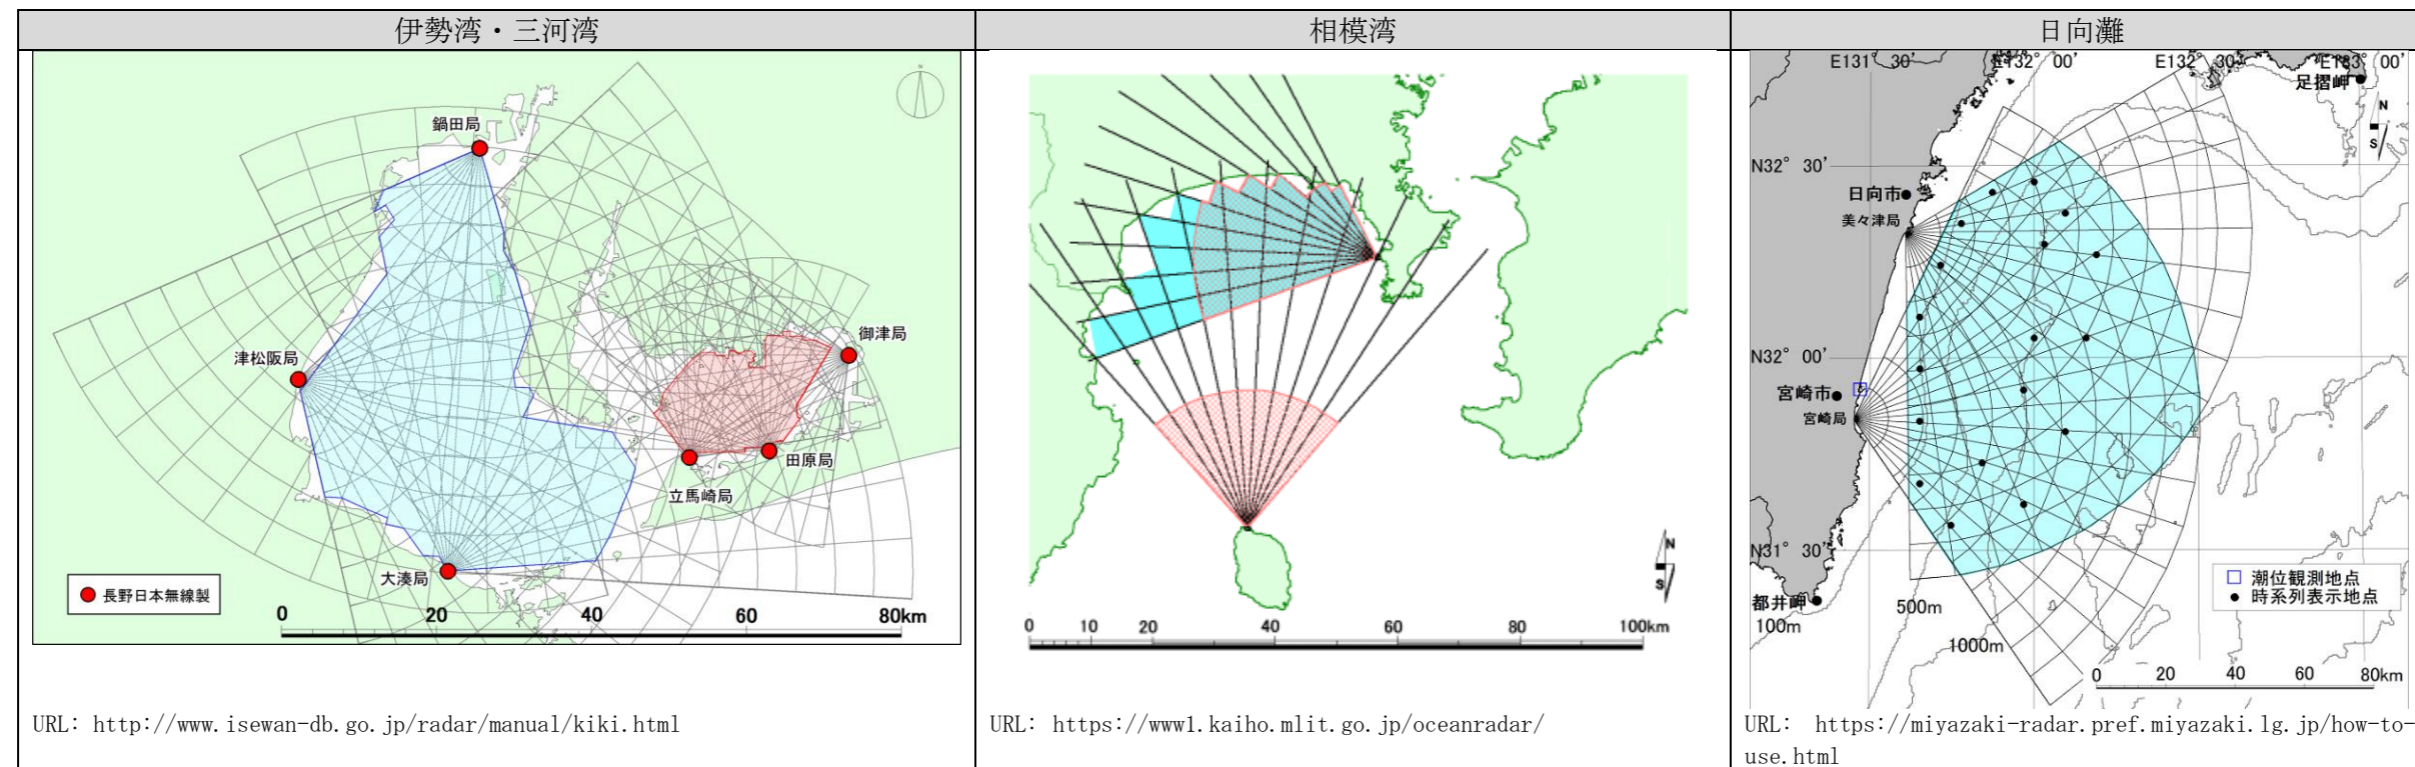 伊勢湾・三河湾
N
鍋田局
御津局
津松阪局
田原局
立馬崎局
大湊局
長野日本無線製
0 20 40 60 80km
URL: http://www.isewan-db.go.jp/radar/manual/kiki.html
相模湾
N
S
0 10 20 40 60 80 100km
URL: https://www1.kaiho.mlit.go.jp/oceanradar/
日向灘
E131° 30′ E132° 00′ E132° 30′ E133° 00′
足摺岬
N
S
N32° 30′
日向市
美々津局
N32° 00′
宮崎市
宮崎局
N31° 30′
潮位観測地点
時系列表示地点
都井岬
100m
500m
1000m
0 20 40 60 80km
URL: https://miyazaki-radar.pref.miyazaki.lg.jp/how-to-
use.html